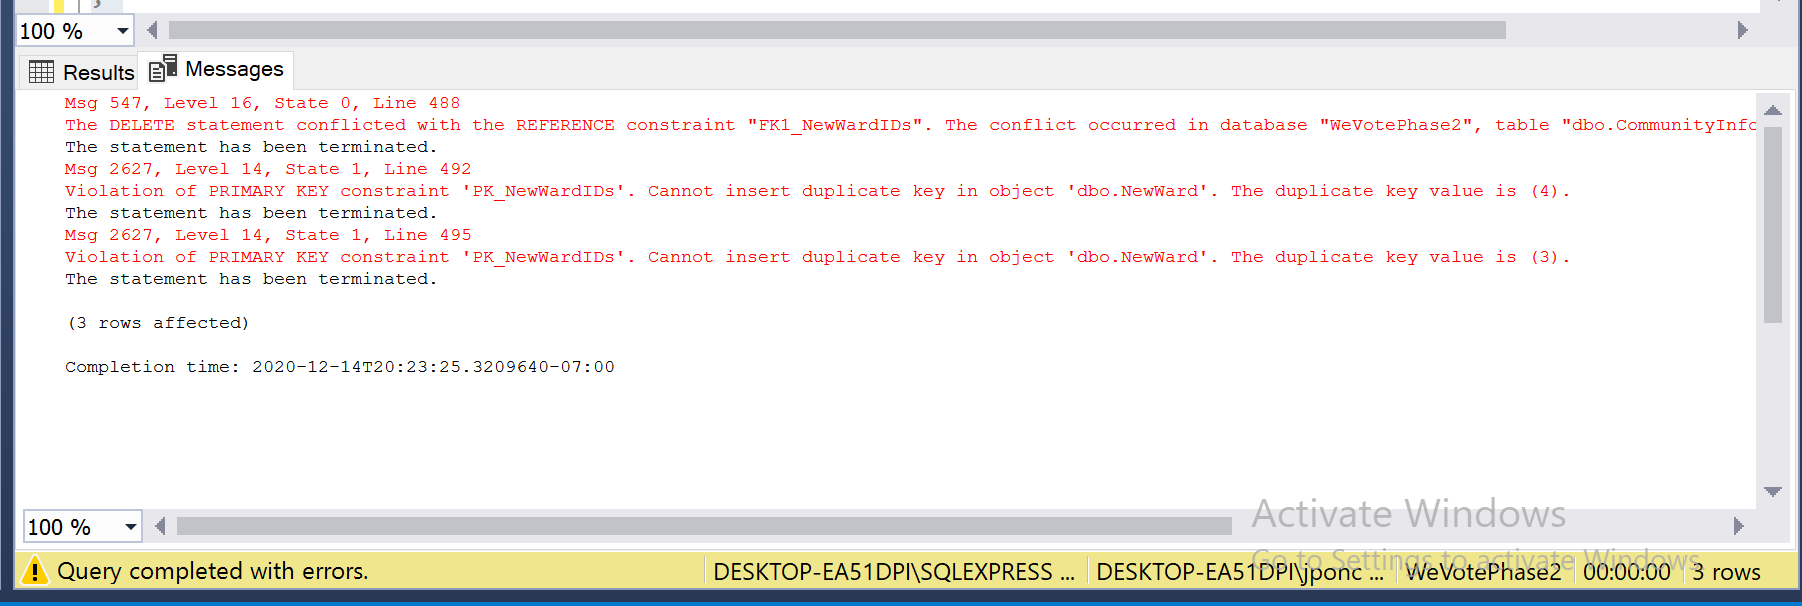 100 %
Results
Messages
Msg 547, Level 16, State 0, Line 488
The DELETE statement conflicted with the REFERENCE constraint "FK1_NewWardIDs". The conflict occurred in database "WeVotePhase2", table "dbo.CommunityInfo
The statement has been terminated.
Msg 2627, Level 14, State 1, Line 492
Violation of PRIMARY KEY constraint 'PK_NewWardIDs'. Cannot insert duplicate key in object 'dbo.NewWard'. The duplicate key value is (4).
The statement has been terminated.
Msg 2627, Level 14, State 1, Line 495
Violation of PRIMARY KEY constraint 'PK_NewWardIDs'. Cannot insert duplicate key in object 'dbo.NewWard'. The duplicate key value is (3).
The statement has been terminated.
(3 rows affected)
Completion time: 2020-12-14T20:23:25.3209640-07:00
100 %
Activate Windows
Go to Settings to activate Windows.
Query completed with errors.
DESKTOP-EA51DPI\SQLEXPRESS ...
DESKTOP-EA51DPI\jponc ...
WeVotePhase2
00:00:00
3 rows